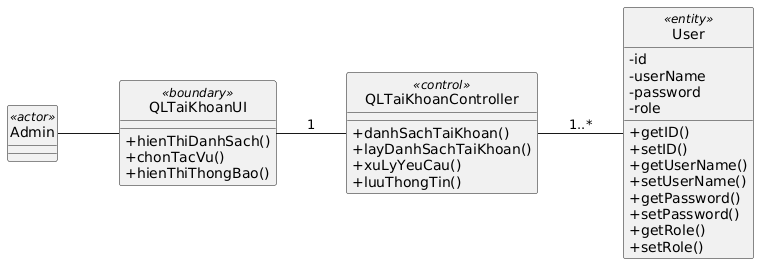 «actor»
Admin
«boundary»
QLTaiKhoanUI
+hienThiDanhSach()
+chonTacVu()
+hienThiThongBao()
1
«control»
QLTaiKhoanController
+danhSachTaiKhoan()
+layDanhSachTaiKhoan()
+xuLyYeuCau()
+luuThongTin()
1..*
«entity»
User
-id
-userName
-password
-role
+getID()
+setID()
+getUserName()
+setUserName()
+getPassword()
+setPassword()
+getRole()
+setRole()